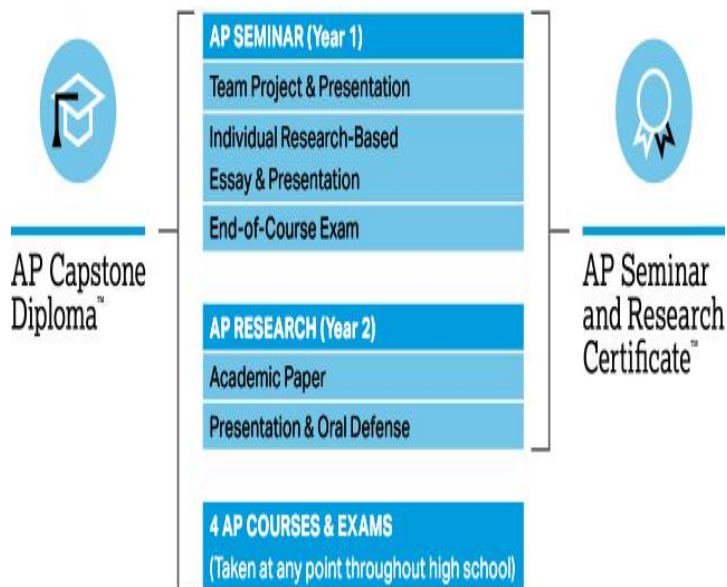 AP Capstone
Diploma™
AP SEMINAR (Year 1)
Team Project & Presentation
Individual Research-Based
Essay & Presentation
End-of-Course Exam
AP RESEARCH (Year 2)
Academic Paper
Presentation & Oral Defense
4 AP COURSES & EXAMS
(Taken at any point throughout high school)
AP Seminar
and Research
Certificate™